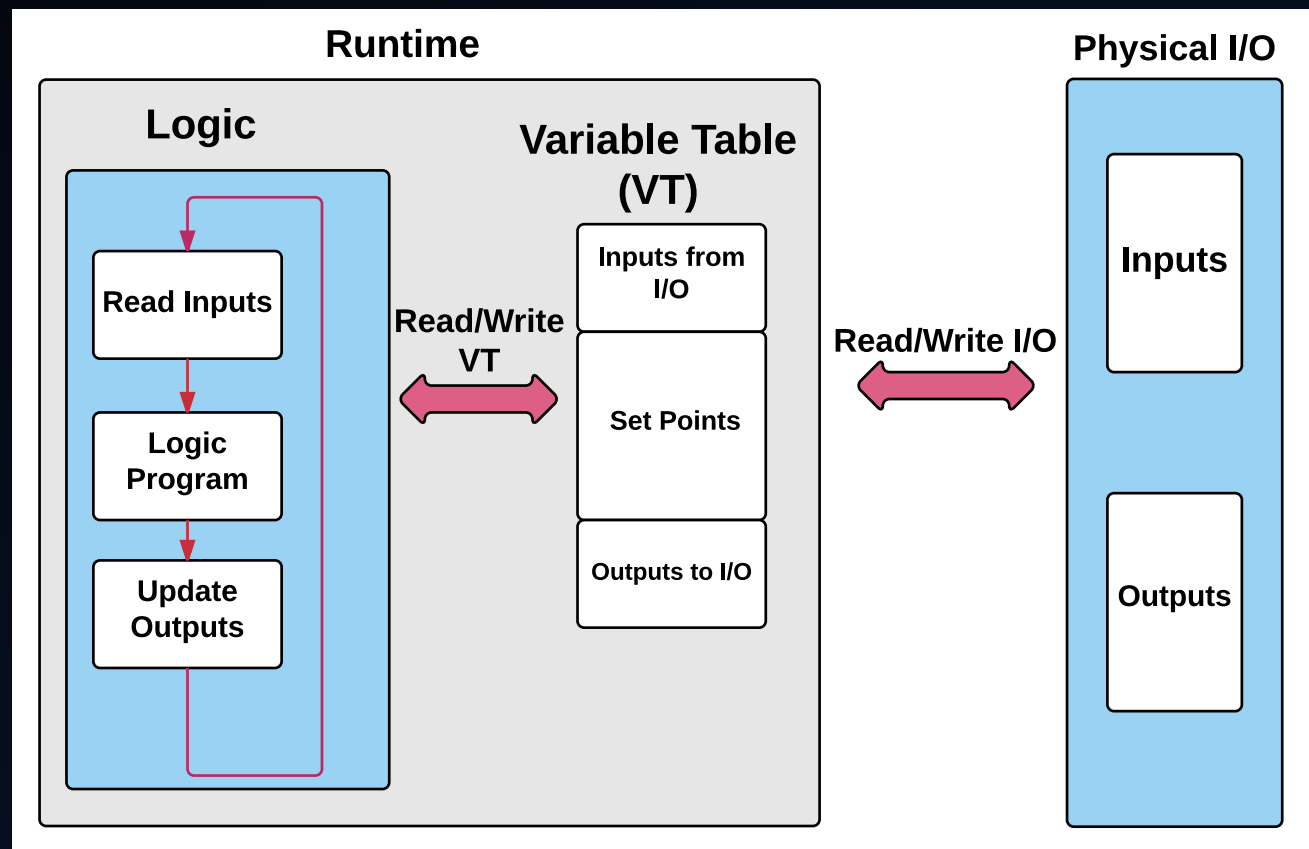 Runtime
Physical I/O
Logic
Variable Table
(VT)
Read Inputs
Logic
Program
Update
Outputs
Read/Write
VT
Inputs from
I/O
Set Points
Outputs to I/O
Read/Write I/O
Inputs
Outputs